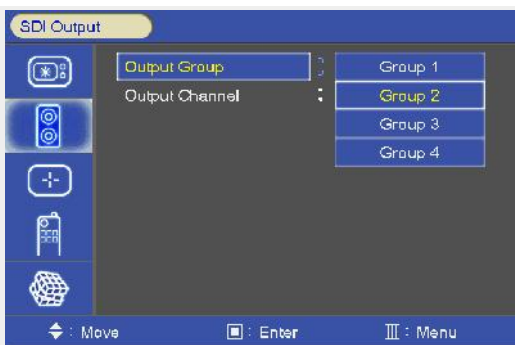 SDI Output
Output Group : Group 1
Output Channel : Group 2
Group 3
Group 4
: Move : Enter : Menu